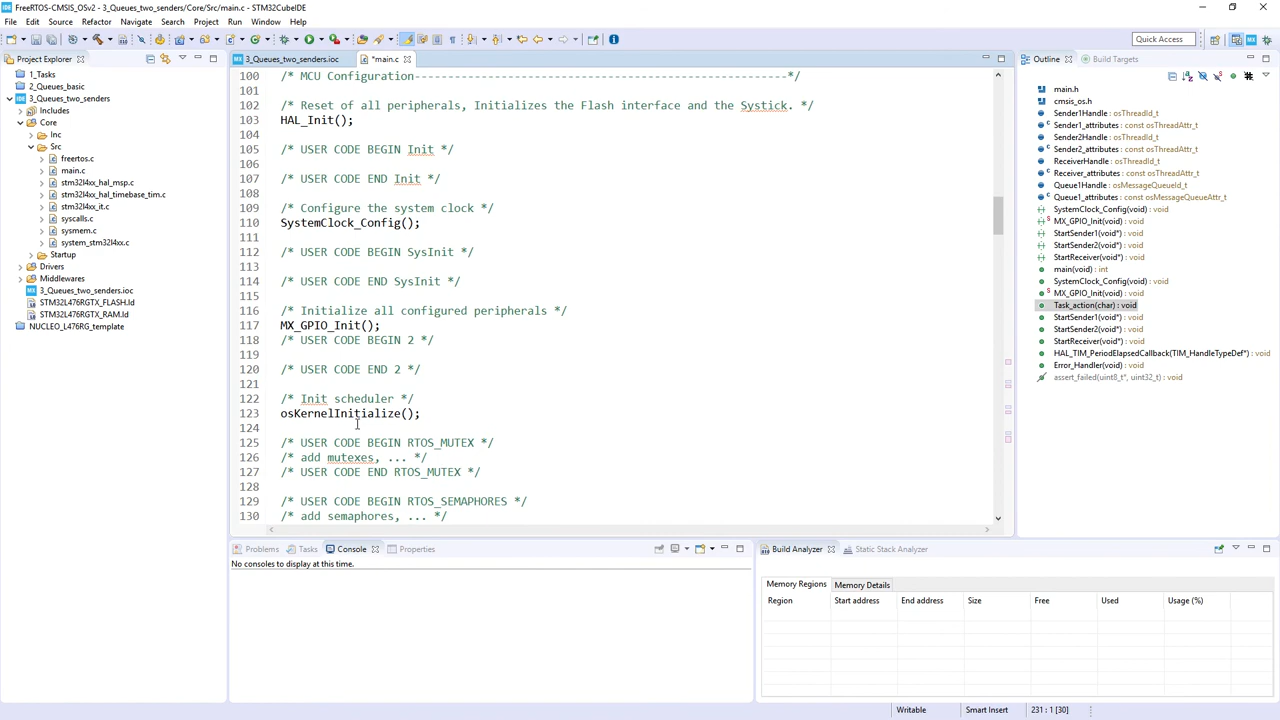 FreeRTOS-CMSIS_OSv2 - 3_Queues_two_senders/Core/Src/main.c - STM32CubeIDE
File Edit Source Refactor Navigate Search Project Run Window Help
Quick Access
Project Explorer
1_Tasks
2_Queues_basic
3_Queues_two_senders
Includes
Core
Inc
Src
freertos.c
main.c
stm32l4xx_hal_msp.c
stm32l4xx_hal_timebase_tim.c
stm32l4xx_it.c
syscalls.c
sysmem.c
system_stm32l4xx.c
Startup
Drivers
Middlewares
3_Queues_two_senders.ioc
STM32L476RGTX_FLASH.ld
STM32L476RGTX_RAM.ld
NUCLEO_L476RG_template
3_Queues_two_senders.ioc
*main.c
100 /* MCU Configuration--------------------------------------------------------*/
101
102 /* Reset of all peripherals, Initializes the Flash interface and the Systick. */
103 HAL_Init();
104
105 /* USER CODE BEGIN Init */
106
107 /* USER CODE END Init */
108
109 /* Configure the system clock */
110 SystemClock_Config();
111
112 /* USER CODE BEGIN SysInit */
113
114 /* USER CODE END SysInit */
115
116 /* Initialize all configured peripherals */
117 MX_GPIO_Init();
118 /* USER CODE BEGIN 2 */
119
120 /* USER CODE END 2 */
121
122 /* Init scheduler */
123 osKernelInitialize();
124
125 /* USER CODE BEGIN RTOS_MUTEX */
126 /* add mutexes, ... */
127 /* USER CODE END RTOS_MUTEX */
128
129 /* USER CODE BEGIN RTOS_SEMAPHORES */
130 /* add semaphores, ... */
Outline Build Targets
main.h
cmsis_os.h
Sender1Handle : osThreadId_t
Sender1_attributes : const osThreadAttr_t
Sender2Handle : osThreadId_t
Sender2_attributes : const osThreadAttr_t
ReceiverHandle : osThreadId_t
Receiver_attributes : const osThreadAttr_t
Queue1Handle : osMessageQueueId_t
Queue1_attributes : const osMessageQueueAttr_t
SystemClock_Config(void) : void
MX_GPIO_Init(void) : void
StartSender1(void*) : void
StartSender2(void*) : void
StartReceiver(void*) : void
main(void) : int
SystemClock_Config(void) : void
MX_GPIO_Init(void) : void
Task_action(char) : void
StartSender1(void*) : void
StartSender2(void*) : void
StartReceiver(void*) : void
HAL_TIM_PeriodElapsedCallback(TIM_HandleTypeDef*) : void
Error_Handler(void) : void
assert_failed(uint8_t*, uint32_t) : void
Problems Tasks Console Properties
No consoles to display at this time.
Build Analyzer Static Stack Analyzer
Memory Regions Memory Details
Region Start address End address Size Free Used Usage (%)
Writable Smart Insert 231 : 1 [30]